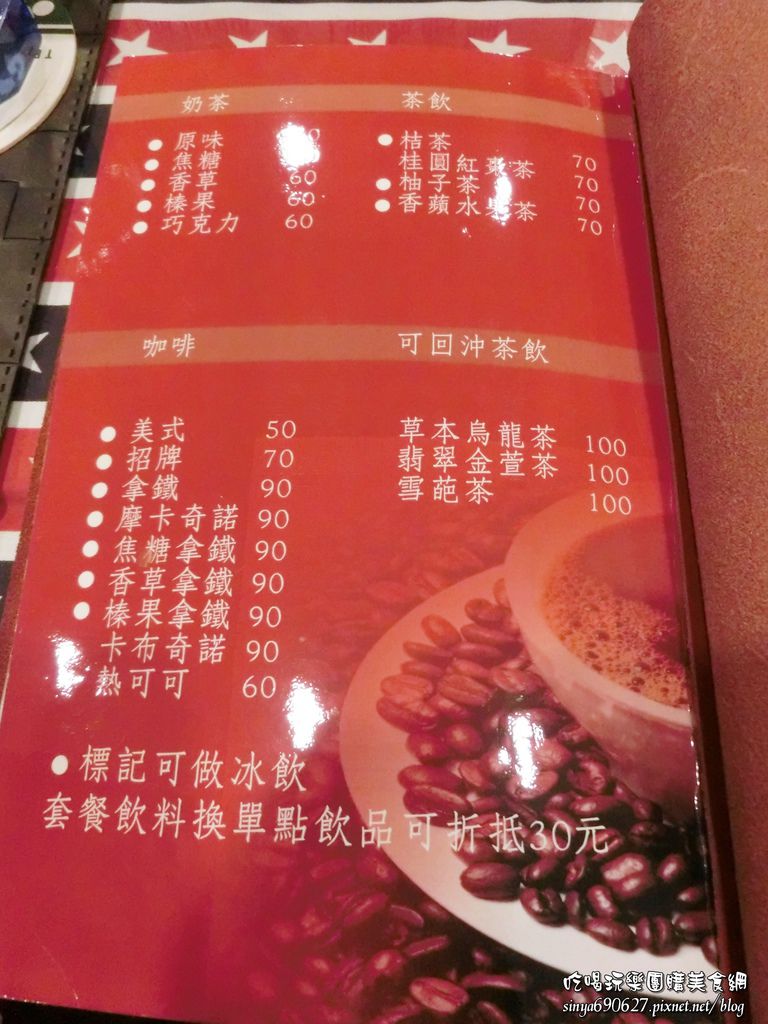 奶茶
● 原味
● 焦糖
● 香草 60
● 榛果 60
● 巧克力 60
茶飲
● 桔茶 70
桂圓紅棗茶 70
● 柚子茶 70
● 香蘋水果茶 70
咖啡
● 美式 50
● 招牌 70
● 拿鐵 90
● 摩卡奇諾 90
● 焦糖拿鐵 90
● 香草拿鐵 90
● 榛果拿鐵 90
卡布奇諾 90
熱可可 60
可回沖茶飲
草本烏龍茶 100
翡翠金萱茶 100
雪葩茶 100
● 標記可做冰飲
套餐飲料換單點飲品可折抵30元
吃喝玩樂團購美食網
sinya690627.pixnet.net/blog